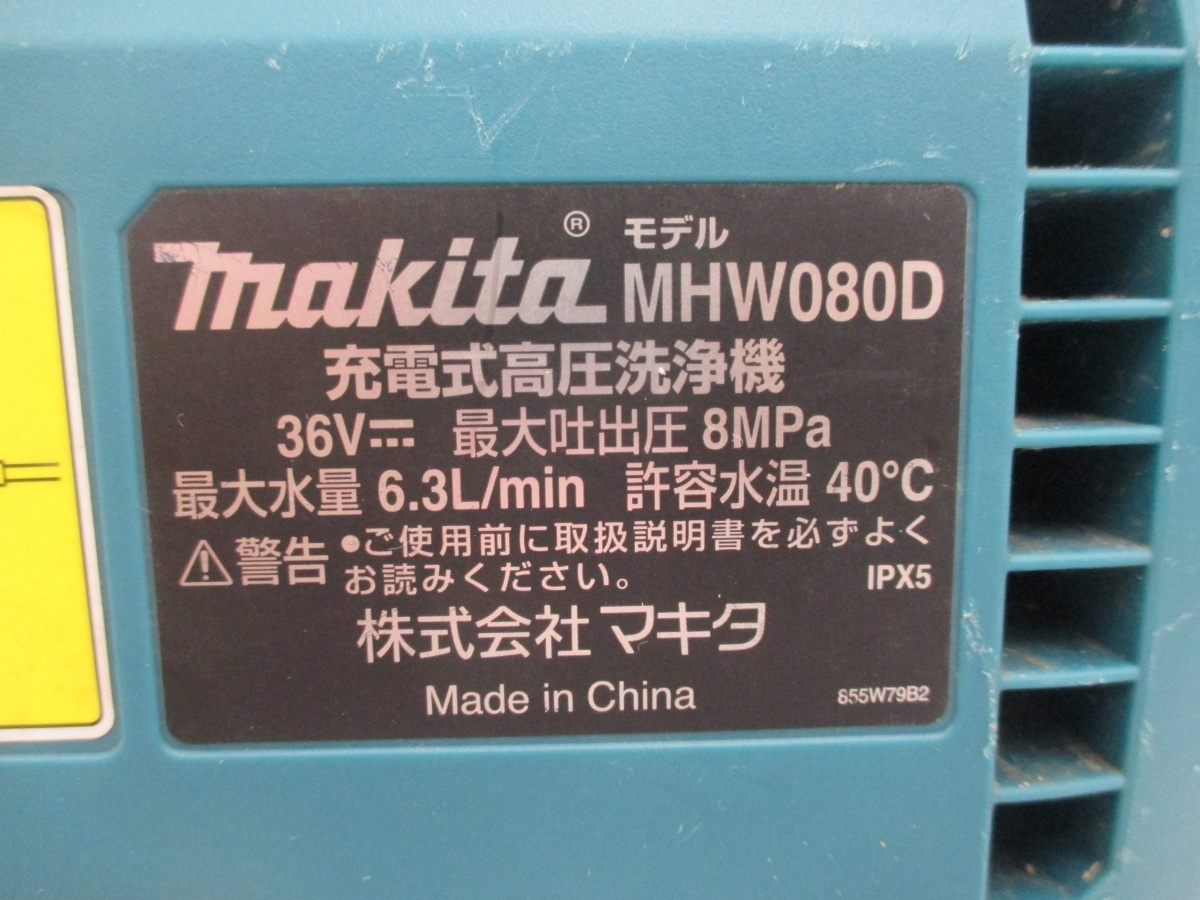 makita® モデル
MHW080D
充電式高圧洗浄機
36V⎓ 最大吐出圧 8MPa
最大水量 6.3L/min 許容水温 40°C
⚠警告 ●ご使用前に取扱説明書を必ずよく
お読みください。 IPX5
株式会社 マキタ
Made in China 855W79B2